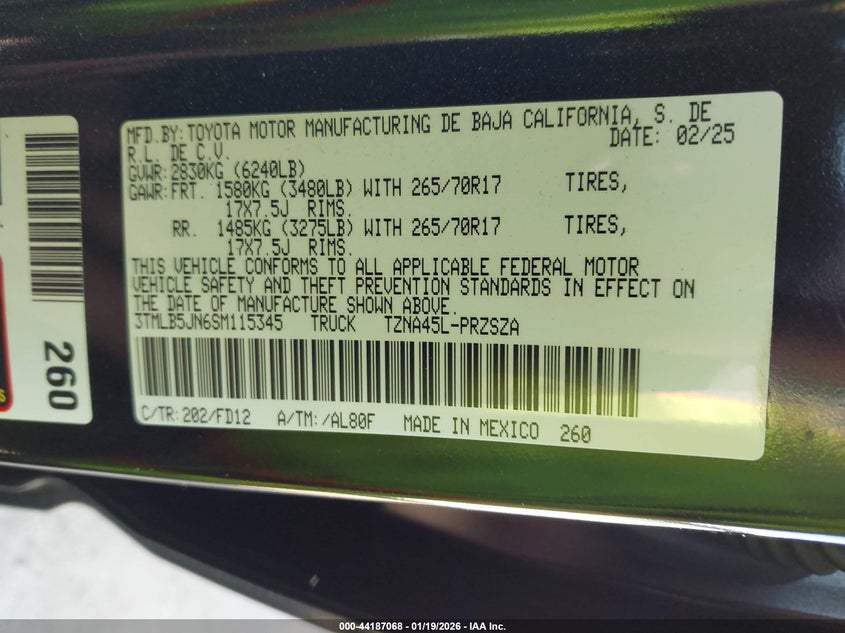 MFD.BY:TOYOTA MOTOR MANUFACTURING DE BAJA CALIFORNIA, S. DE
R.L. DE C.V. DATE: 02/25
GVWR: 2830KG (6240LB)
GAWR: FRT. 1580KG (3480LB) WITH 265/70R17 TIRES,
17X7.5J RIMS.
RR. 1485KG (3275LB) WITH 265/70R17 TIRES,
17X7.5J RIMS.
THIS VEHICLE CONFORMS TO ALL APPLICABLE FEDERAL MOTOR
VEHICLE SAFETY AND THEFT PREVENTION STANDARDS IN EFFECT ON
THE DATE OF MANUFACTURE SHOWN ABOVE.
3TMLB5JN6SM115345 TRUCK TZNA45L-PRZSZA
C/TR: 202/FD12 A/TM: /AL80F MADE IN MEXICO 260
260
S
000-44187068 - 01/19/2026 - IAA Inc.